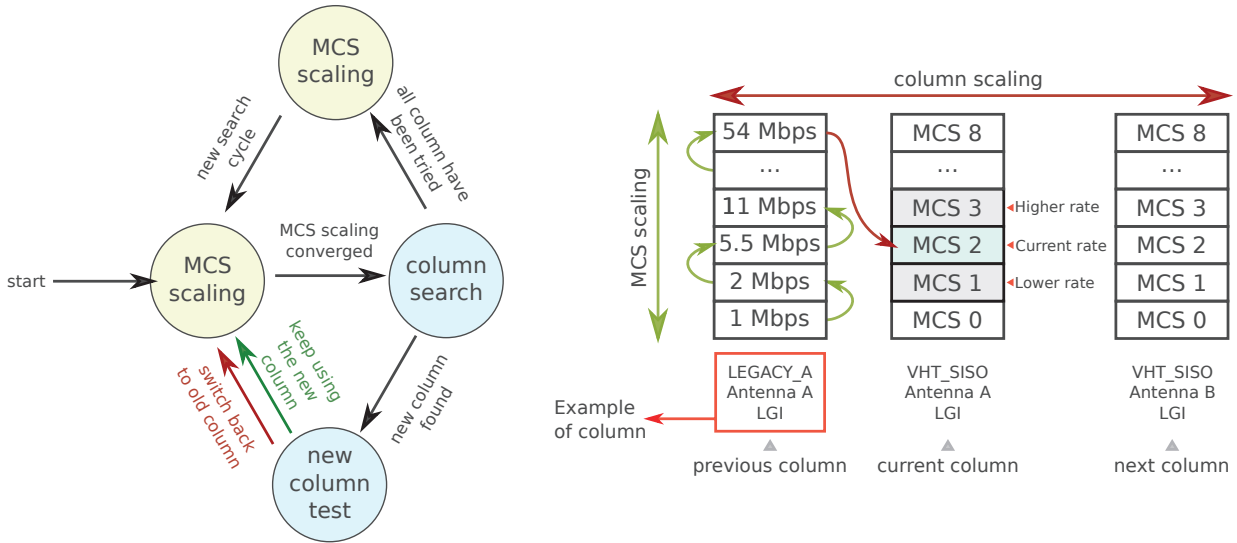 MCS
scaling
new search
cycle
all column have
been tried
start
MCS
scaling
MCS scaling
converged
column
search
switch back
to old column
keep using
the new
column
new column
found
new
column
test
column scaling
MCS scaling
54 Mbps
...
11 Mbps
5.5 Mbps
2 Mbps
1 Mbps
LEGACY_A
Antenna A
LGI
Example
of column
previous column
MCS 8
...
MCS 3
MCS 2
MCS 1
MCS 0
Higher rate
Current rate
Lower rate
VHT_SISO
Antenna A
LGI
current column
MCS 8
...
MCS 3
MCS 2
MCS 1
MCS 0
VHT_SISO
Antenna B
LGI
next column